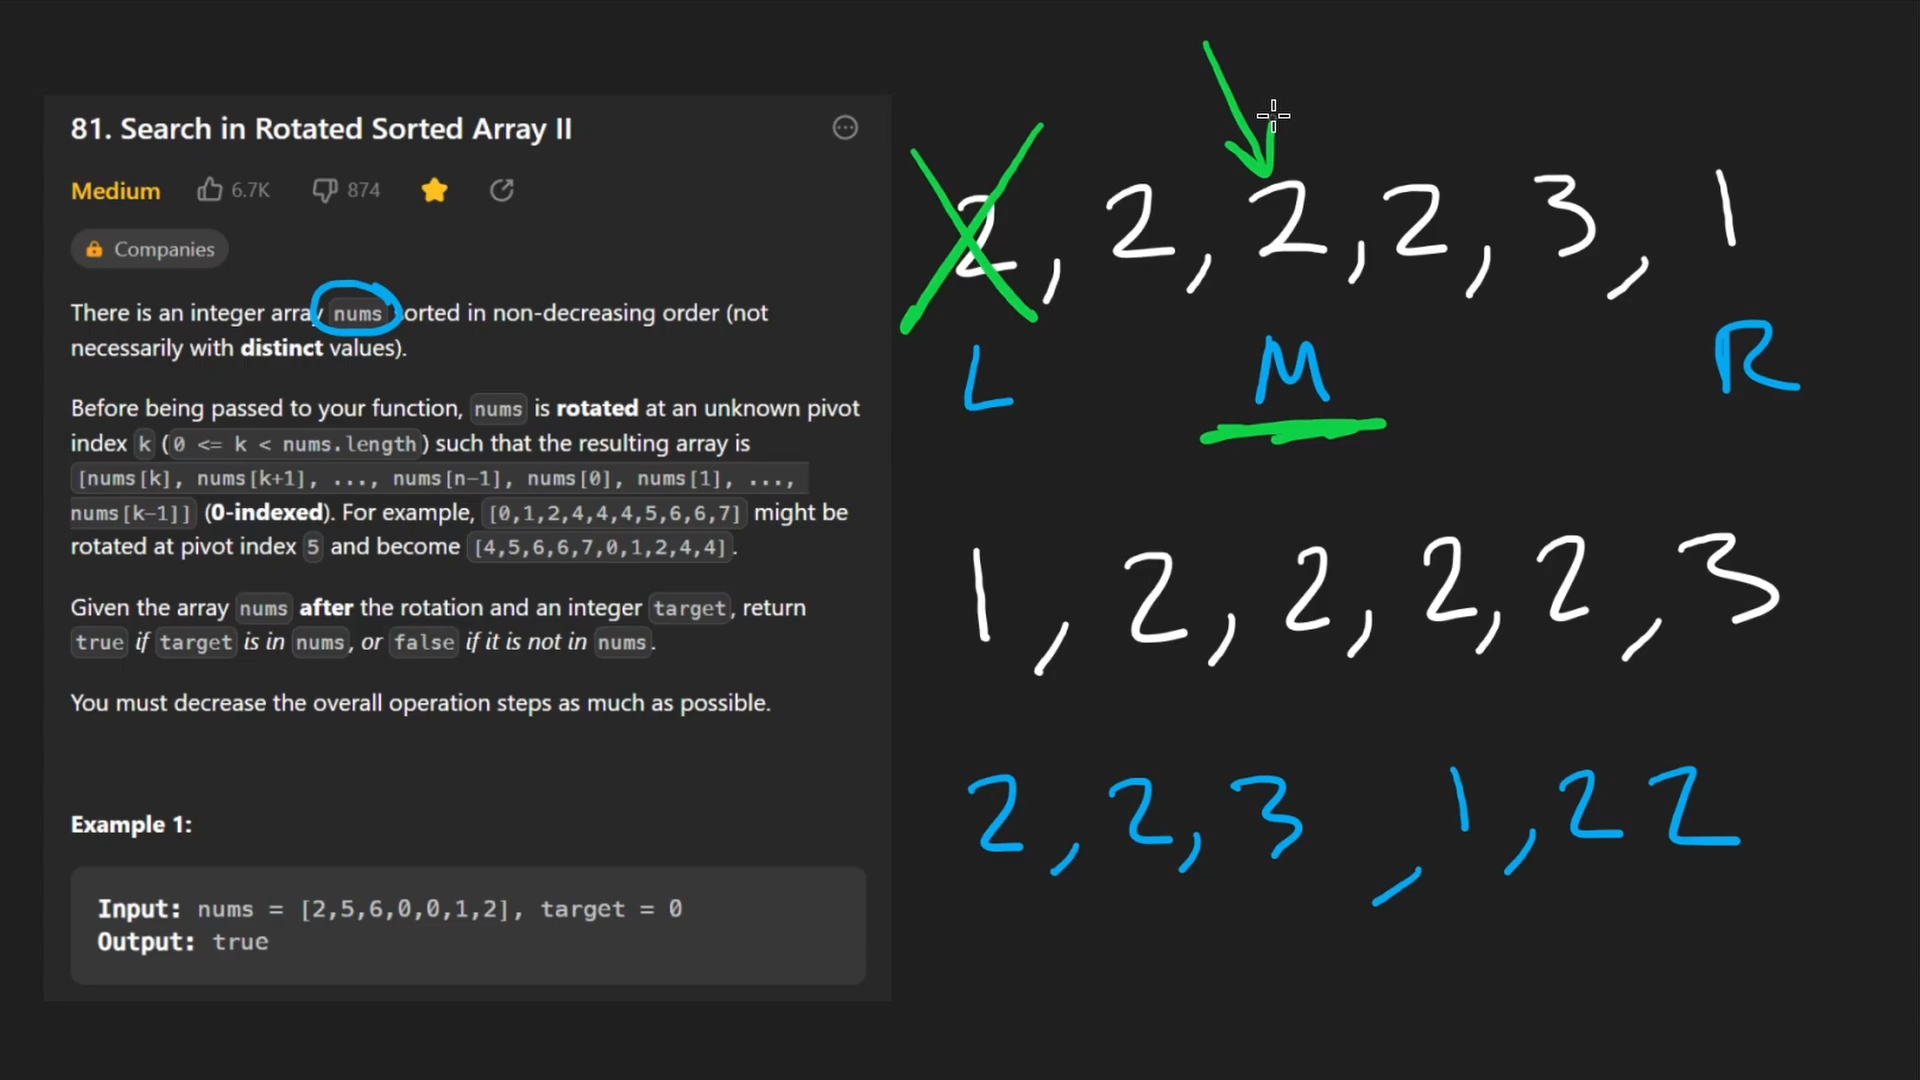 81. Search in Rotated Sorted Array II
Medium 6.7K 874
Companies
There is an integer array nums sorted in non-decreasing order (not
necessarily with distinct values).
Before being passed to your function, nums is rotated at an unknown pivot
index k (0 <= k < nums.length) such that the resulting array is
[nums[k], nums[k+1], ..., nums[n-1], nums[0], nums[1], ...,
nums[k-1]] (0-indexed). For example, [0,1,2,4,4,4,5,6,6,7] might be
rotated at pivot index 5 and become [4,5,6,6,7,0,1,2,4,4].
Given the array nums after the rotation and an integer target, return
true if target is in nums, or false if it is not in nums.
You must decrease the overall operation steps as much as possible.
Example 1:
Input: nums = [2,5,6,0,0,1,2], target = 0
Output: true
2, 2, 2, 2, 3, 1
L M R
1, 2, 2, 2, 2, 3
2, 2, 3, 1, 2 2